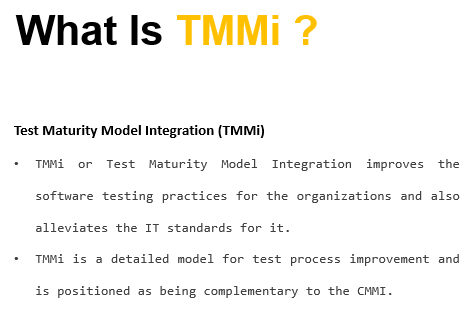 What Is TMMi ?
Test Maturity Model Integration (TMMi)
• TMMi or Test Maturity Model Integration improves the
software testing practices for the organizations and also
alleviates the IT standards for it.
• TMMi is a detailed model for test process improvement and
is positioned as being complementary to the CMMI.